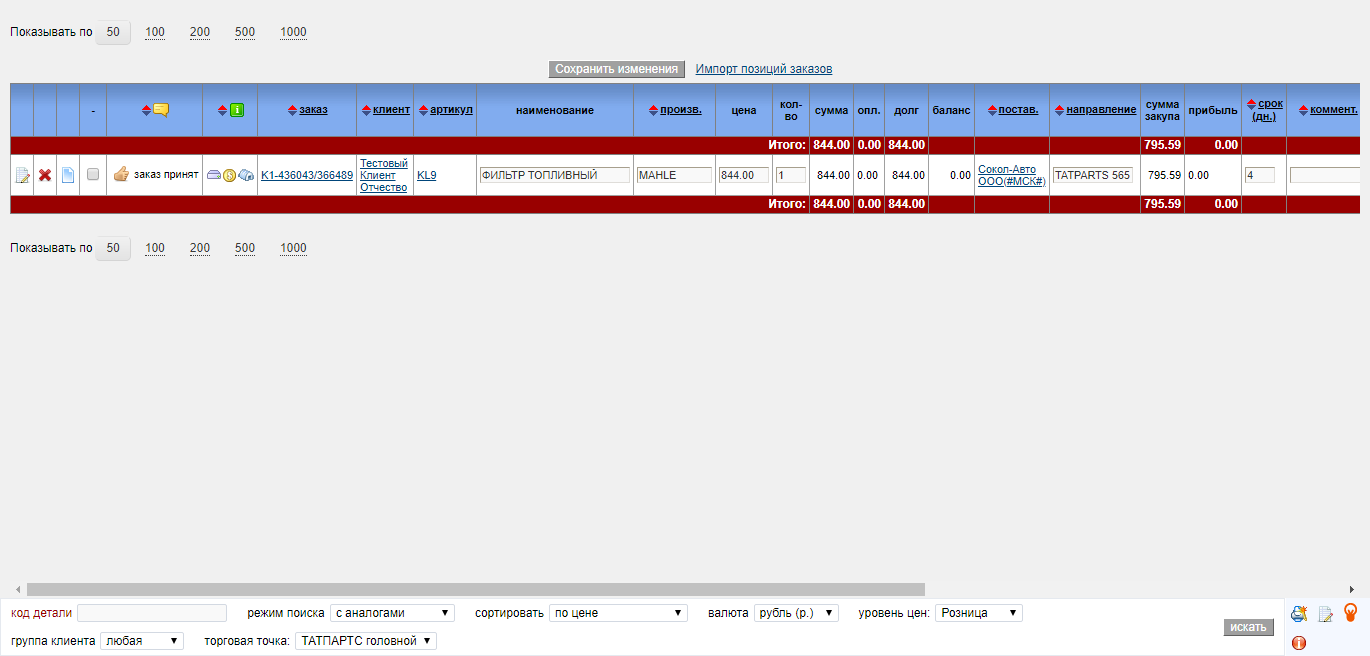 Показывать по 50 100 200 500 1000
Сохранить изменения Импорт позиций заказов
- заказ клиент артикул наименование произв. цена кол-во сумма опл. долг баланс постав. направление сумма закупа прибыль срок (дн.) коммент.
Итого: 844.00 0.00 844.00 795.59 0.00
заказ принят K1-436043/366489 Тестовый Клиент Отчество KL9 ФИЛЬТР ТОПЛИВНЫЙ MAHLE 844.00 1 844.00 0.00 844.00 0.00 Сокол-Авто ООО(#МСК#) TATPARTS 565 795.59 0.00 4
Итого: 844.00 0.00 844.00 795.59 0.00
Показывать по 50 100 200 500 1000
код детали режим поиска с аналогами сортировать по цене валюта рубль (р.) уровень цен: Розница
искать
группа клиента любая торговая точка: ТАТПАРТС головной